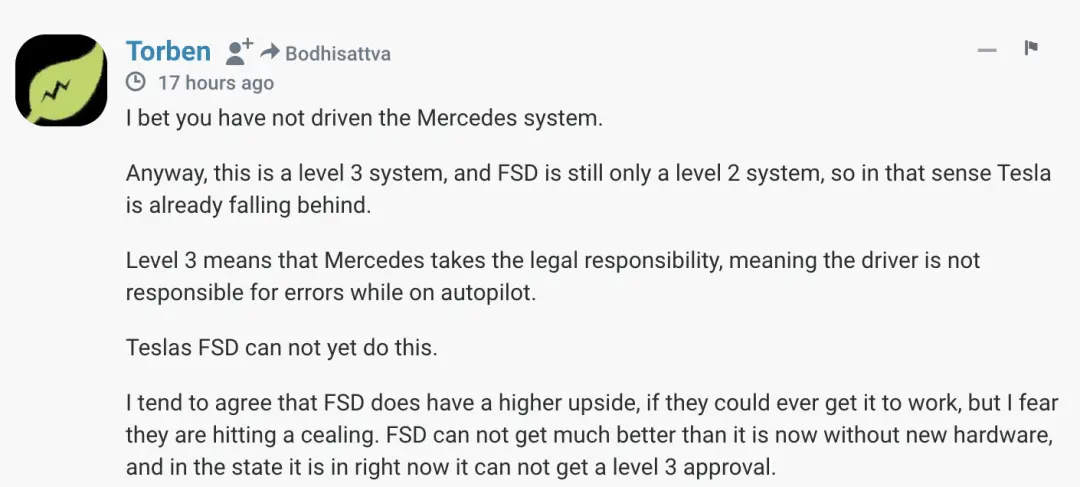 Torben Bodhisattva
17 hours ago
I bet you have not driven the Mercedes system.
Anyway, this is a level 3 system, and FSD is still only a level 2 system, so in that sense Tesla
is already falling behind.
Level 3 means that Mercedes takes the legal responsibility, meaning the driver is not
responsible for errors while on autopilot.
Teslas FSD can not yet do this.
I tend to agree that FSD does have a higher upside, if they could ever get it to work, but I fear
they are hitting a cealing. FSD can not get much better than it is now without new hardware,
and in the state it is in right now it can not get a level 3 approval.